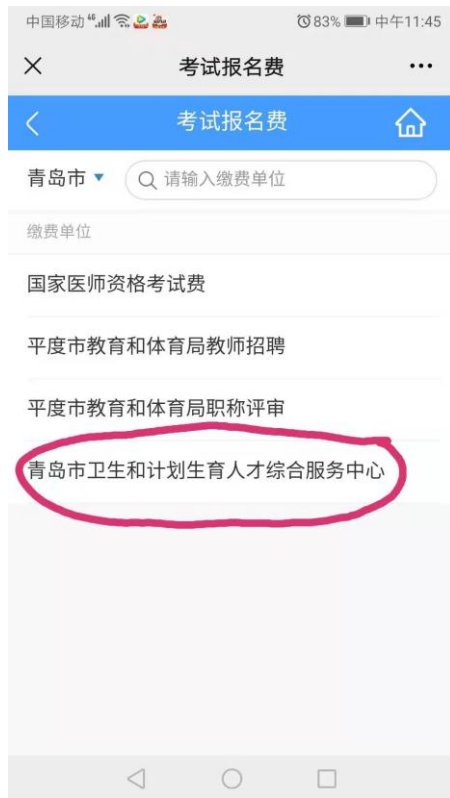 中国移动 46 83% 中午11:45
考试报名费
考试报名费
青岛市 请输入缴费单位
缴费单位
国家医师资格考试费
平度市教育和体育局教师招聘
平度市教育和体育局职称评审
青岛市卫生和计划生育人才综合服务中心